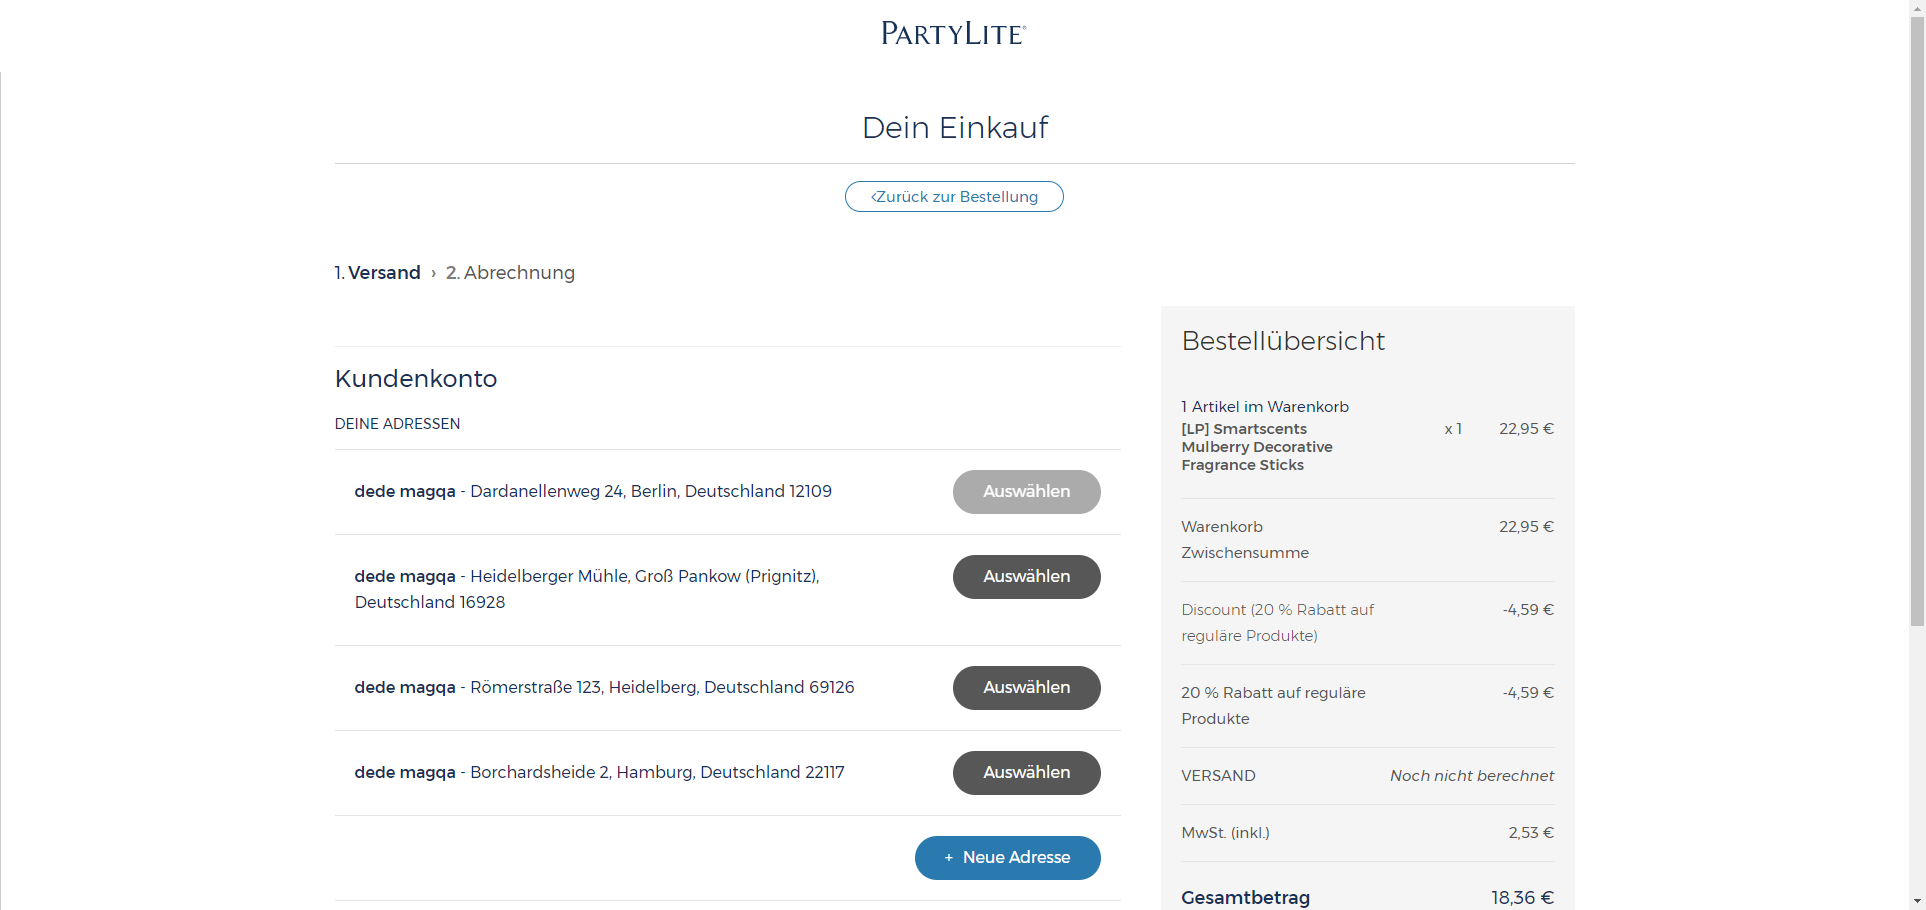 PARTYLITE®
Dein Einkauf
‹Zurück zur Bestellung
1. Versand › 2. Abrechnung
Kundenkonto
DEINE ADRESSEN
dede magqa - Dardanellenweg 24, Berlin, Deutschland 12109
Auswählen
dede magqa - Heidelberger Mühle, Groß Pankow (Prignitz),
Deutschland 16928
Auswählen
dede magqa - Römerstraße 123, Heidelberg, Deutschland 69126
Auswählen
dede magqa - Borchardsheide 2, Hamburg, Deutschland 22117
Auswählen
+ Neue Adresse
Bestellübersicht
1 Artikel im Warenkorb
[LP] Smartscents x 1 22,95 €
Mulberry Decorative
Fragrance Sticks
Warenkorb 22,95 €
Zwischensumme
Discount (20 % Rabatt auf -4,59 €
reguläre Produkte)
20 % Rabatt auf reguläre -4,59 €
Produkte
VERSAND Noch nicht berechnet
MwSt. (inkl.) 2,53 €
Gesamtbetrag 18,36 €